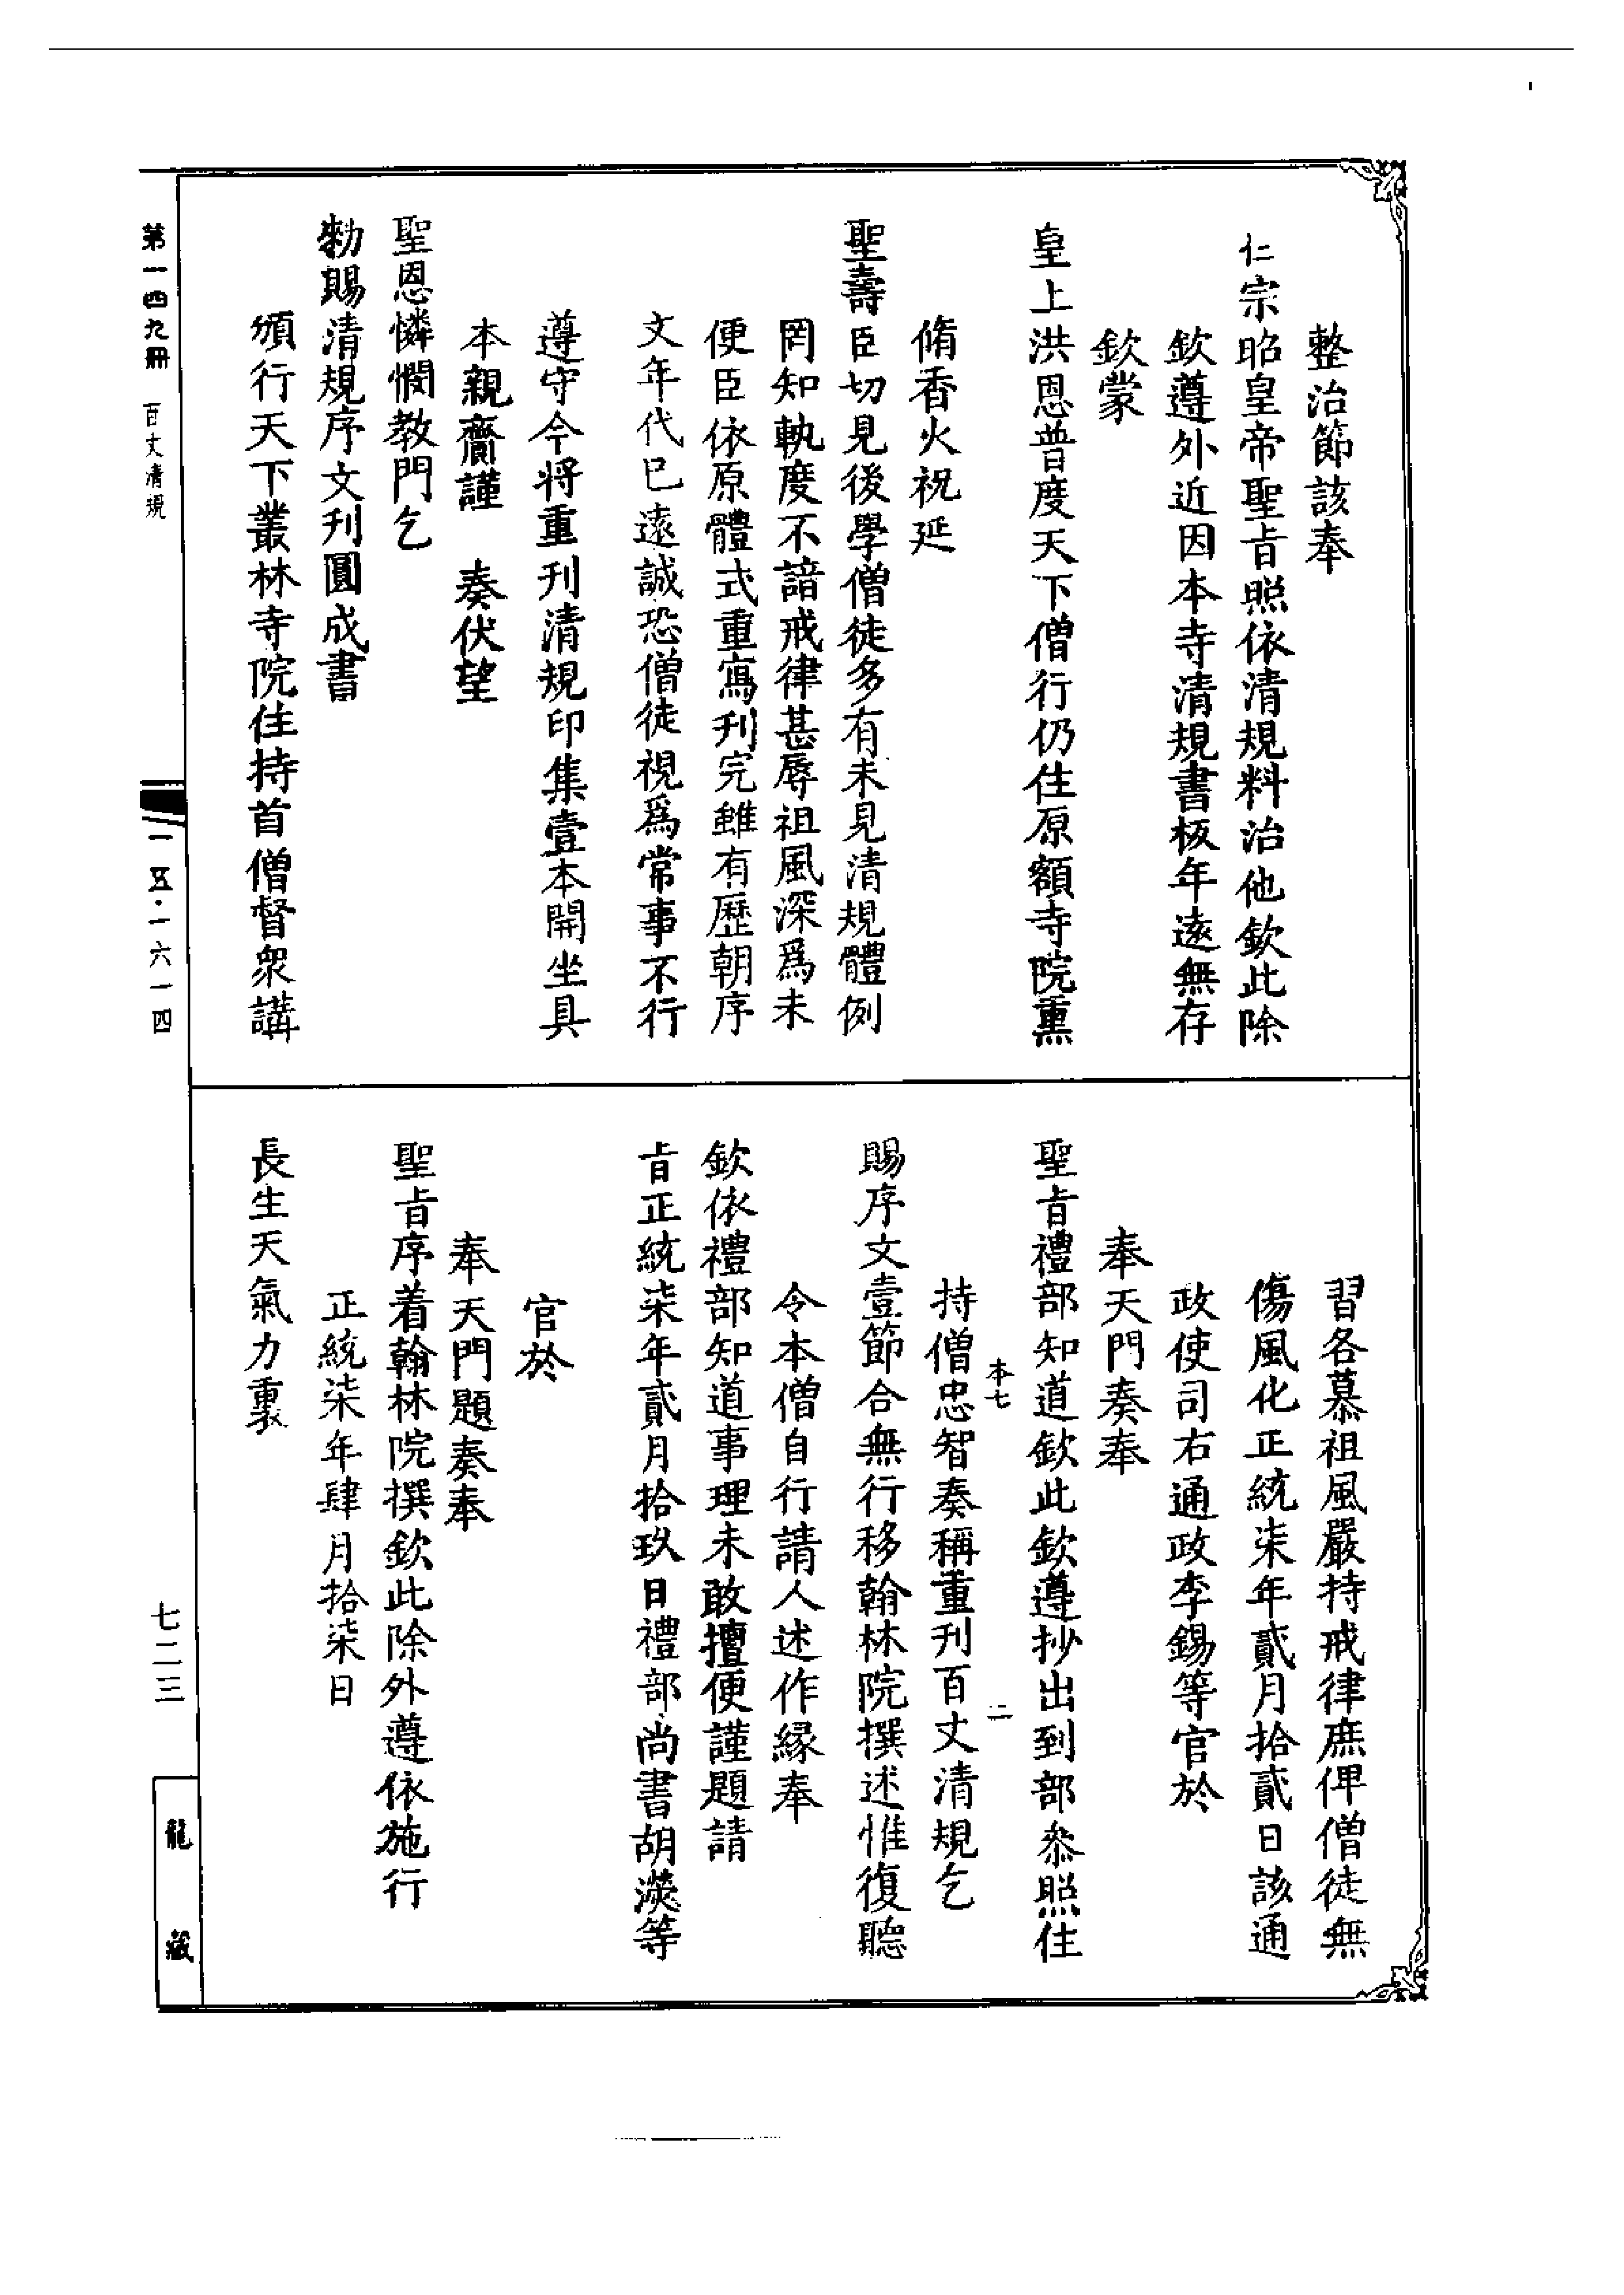 整治節該奉
仁宗昭皇帝聖旨照依清規料治他欽此除
欽遵外近因本寺清規書板年遠無存
欽蒙
皇上洪恩普度天下僧行仍住原額寺院熏
脩香火祝延
聖壽臣切見後學僧徒多有未見清規體例
罔知軌度不諳戒律甚辱祖風深爲未
便臣依原體式重寫刋完雖有歷朝序
文年代已遠誠恐僧徒視爲常事不行
遵守今將重刋清規印集壹本開坐具
本親齎謹 奏伏望
聖恩憐憫教門乞
勑賜清規序文刋圓成書
頒行天下叢林寺院住持首僧督衆講
習各慕祖風嚴持戒律庶俾僧徒無
傷風化正統柒年貳月拾貳日該通
政使司右通政李錫等官於
奉天門奏奉
聖旨禮部知道欽此欽遵抄出到部叅照住
本七 二
持僧忠智奏稱重刋百丈清規乞
賜序文壹節合無行移翰林院撰述惟復聽
令本僧自行請人述作緣奉
欽依禮部知道事理未敢擅便謹題請
旨正統柒年貳月拾玖日禮部尚書胡濙等
官於
奉天門題奏奉
聖旨序着翰林院撰欽此除外遵依施行
正統柒年肆月拾柒日
長生天氣力裏
第一四九冊 百丈清規
一五·一六一四
七二三
龍藏